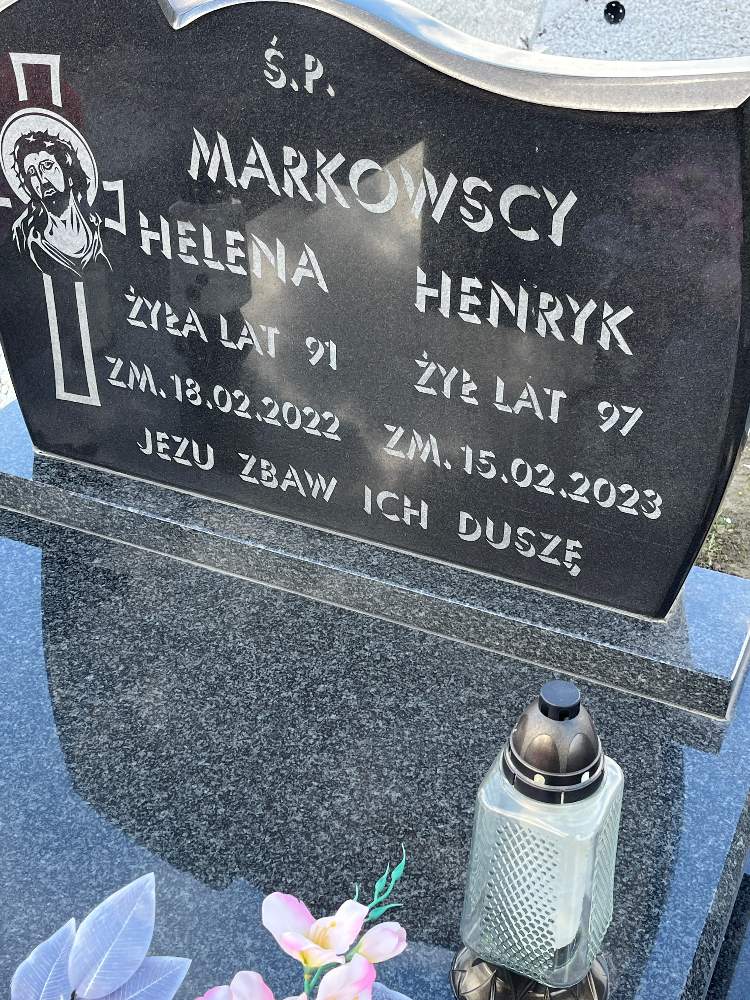 Ś.P.
MARKOWSCY
HELENA HENRYK
ŻYŁA LAT 91 ŻYŁ LAT 97
ZM. 18.02.2022 ZM. 15.02.2023
JEZU ZBAW ICH DUSZĘ